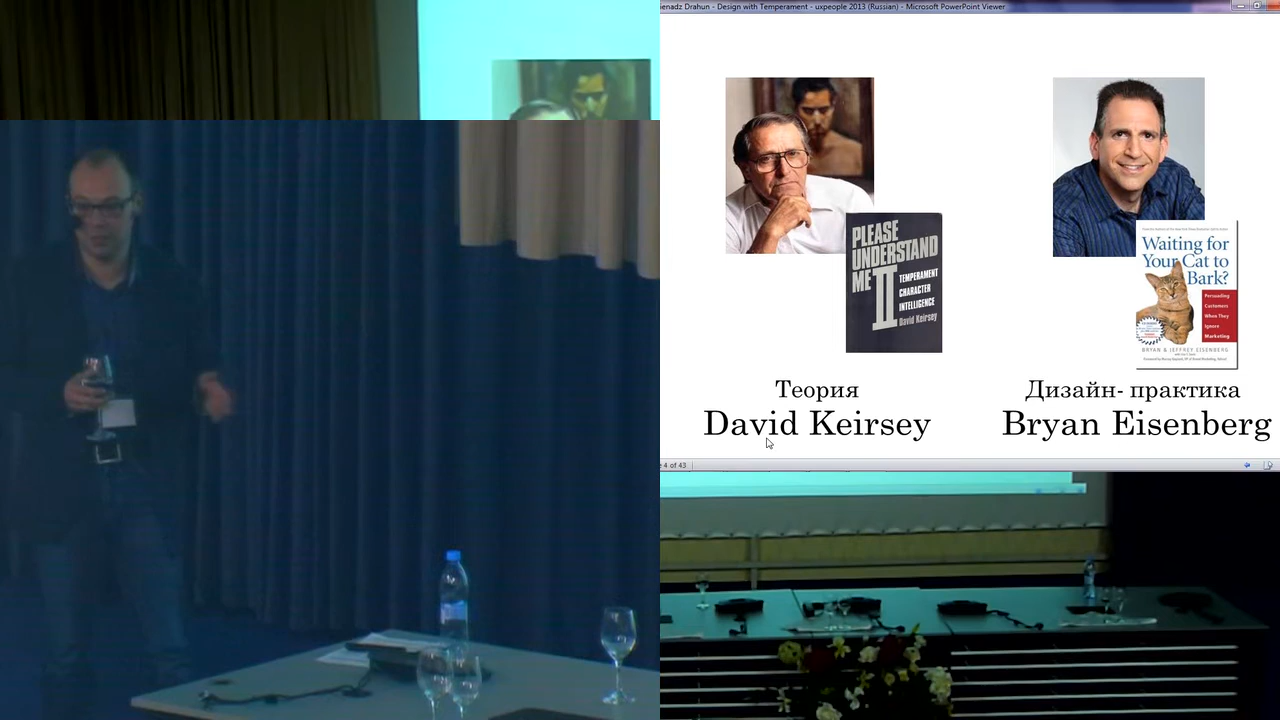 ienadz Drahun - Design with Temperament - uxpeople 2013 (Russian) - Microsoft PowerPoint Viewer
PLEASE
UNDERSTAND
ME
II
TEMPERAMENT
CHARACTER
INTELLIGENCE
David Keirsey
Waiting for
Your Cat to
Bark?
Persuading
Customers
When They
Ignore
Marketing
BRYAN & JEFFREY EISENBERG
Теория
David Keirsey
Дизайн- практика
Bryan Eisenberg
4 of 43